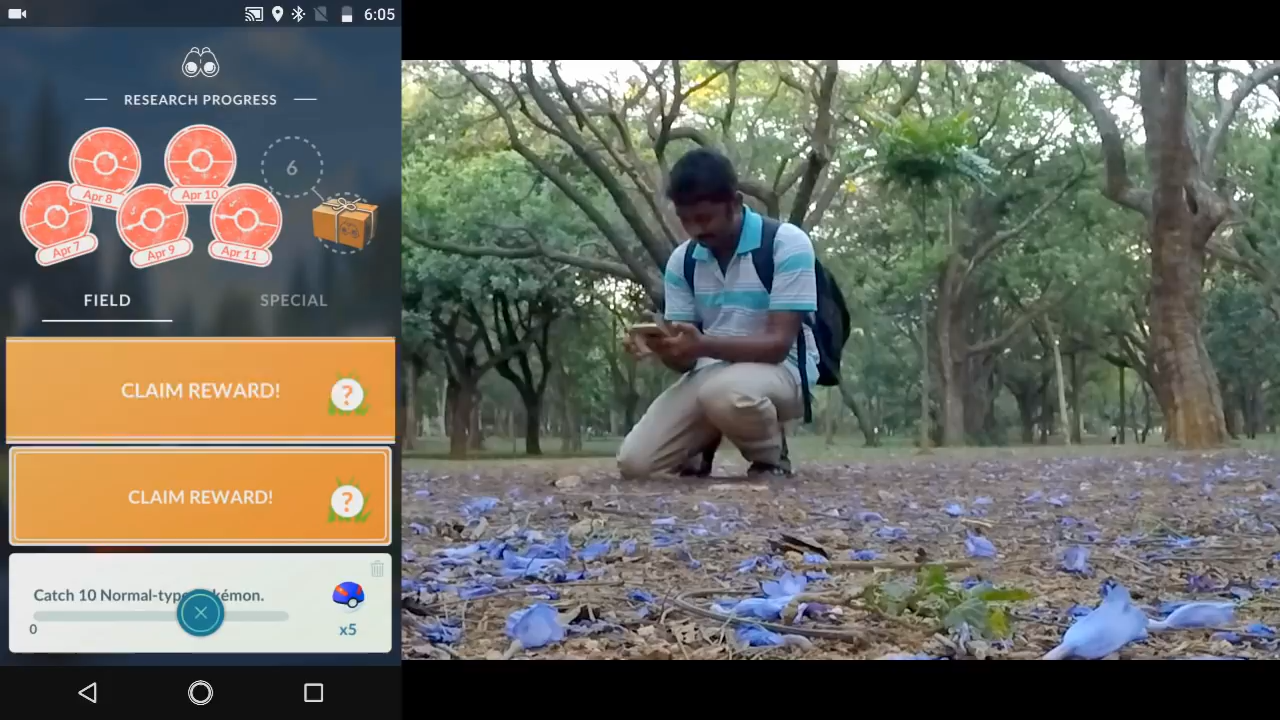 6:05
RESEARCH PROGRESS
Apr 8
Apr 10
6
Apr 7
Apr 9
Apr 11
FIELD SPECIAL
CLAIM REWARD! ?
CLAIM REWARD! ?
Catch 10 Normal-type
0
x5